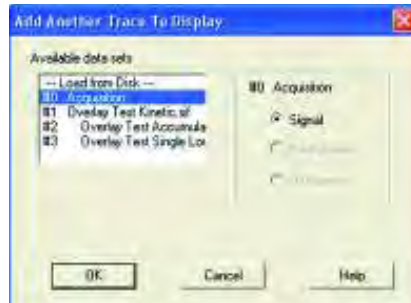 Add Another Trace To Display
Available data sets
--- Load from Disk ---
#0 Acquisition
#1 Overlay Test Kinetic.sif
#2 Overlay Test Accumula
#3 Overlay Test Single
#0 Acquisition
Signal
OK
Cancel
Help